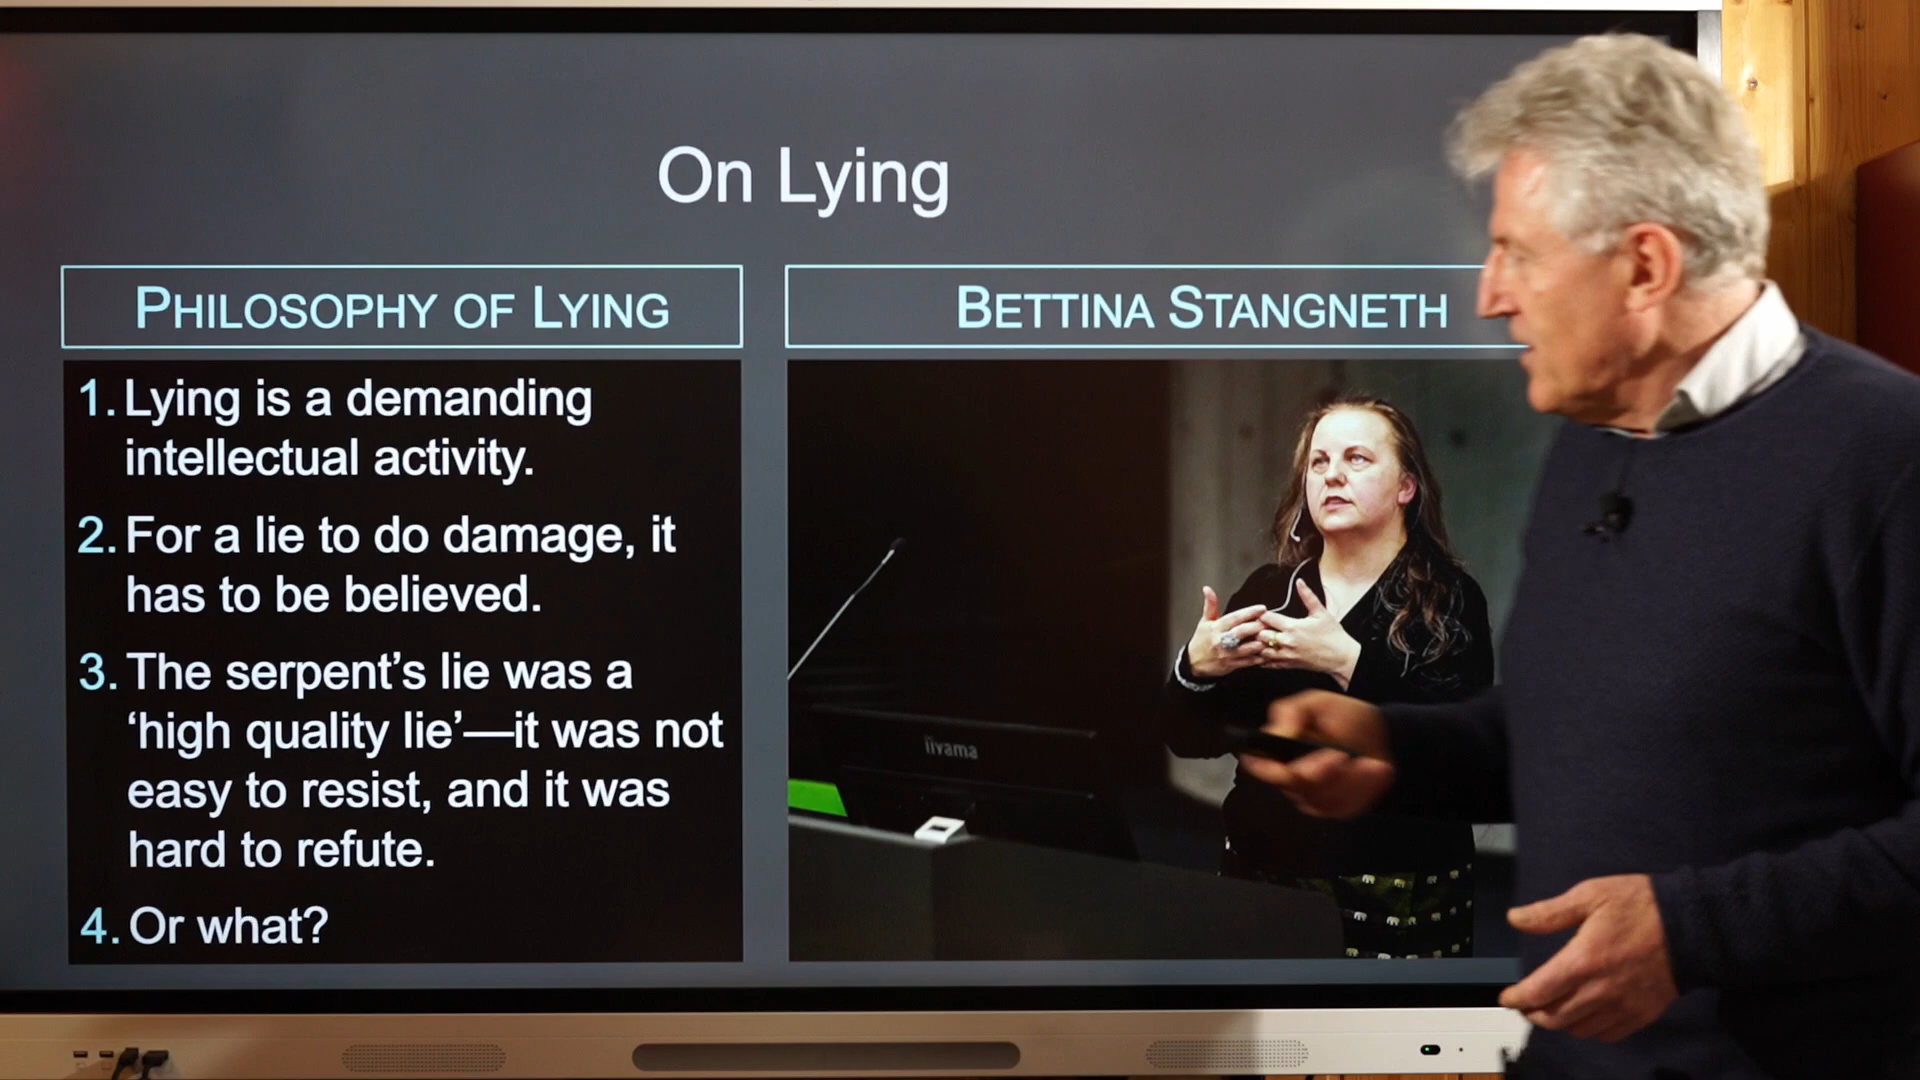 On Lying
PHILOSOPHY OF LYING
1. Lying is a demanding
intellectual activity.
2. For a lie to do damage, it
has to be believed.
3. The serpent’s lie was a
‘high quality lie’—it was not
easy to resist, and it was
hard to refute.
4. Or what?
BETTINA STANGNETH
iiyama